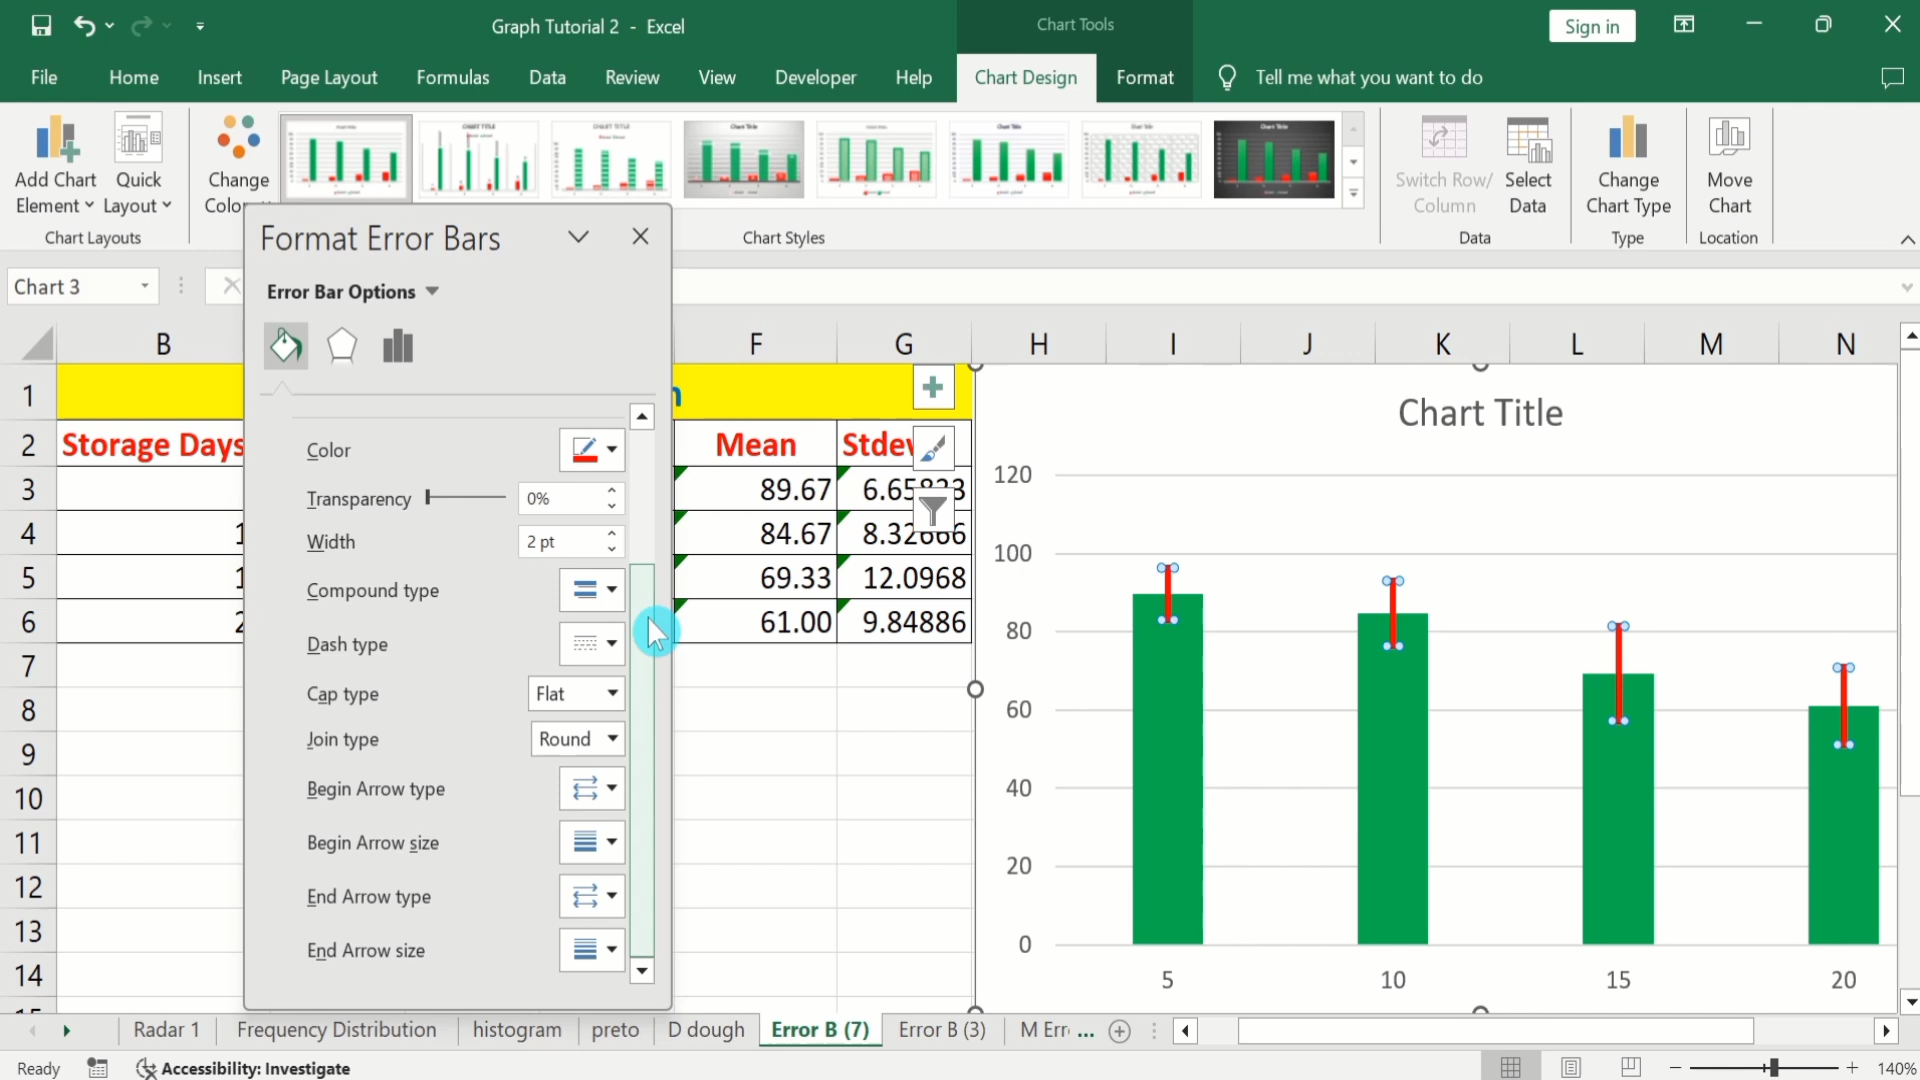 Graph Tutorial 2 - Excel
Chart Tools
Sign in
File Home Insert Page Layout Formulas Data Review View Developer Help Chart Design Format Tell me what you want to do
Add Chart Element
Quick Layout
Change
Chart Layouts
Chart Styles
Switch Row/Column
Select Data
Data
Change Chart Type
Type
Move Chart
Location
Chart 3
Format Error Bars
Error Bar Options
Color
Transparency 0%
Width 2 pt
Compound type
Dash type
Cap type Flat
Join type Round
Begin Arrow type
Begin Arrow size
End Arrow type
End Arrow size
B F G H I J K L M N
1
2 Storage Days Mean
3 89.67
4 84.67
5 69.33 12.0968
6 61.00 9.84886
7
8
9
10
11
12
13
14
Chart Title
120
100
80
60
40
20
0
5 10 15 20
Radar 1 Frequency Distribution histogram preto D dough Error B (7) Error B (3) M Err ...
Ready Accessibility: Investigate 140%